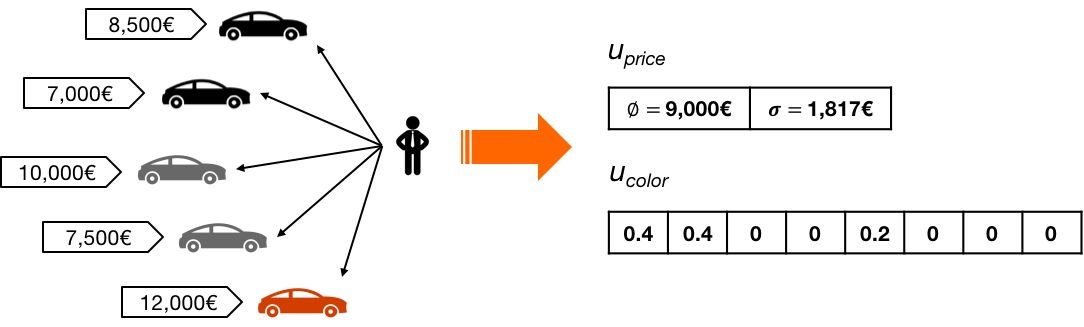 8,500€
7,000€
10,000€
7,500€
12,000€
u_price
∅ = 9,000€ σ = 1,817€
u_color
0.4 0.4 0 0 0.2 0 0 0